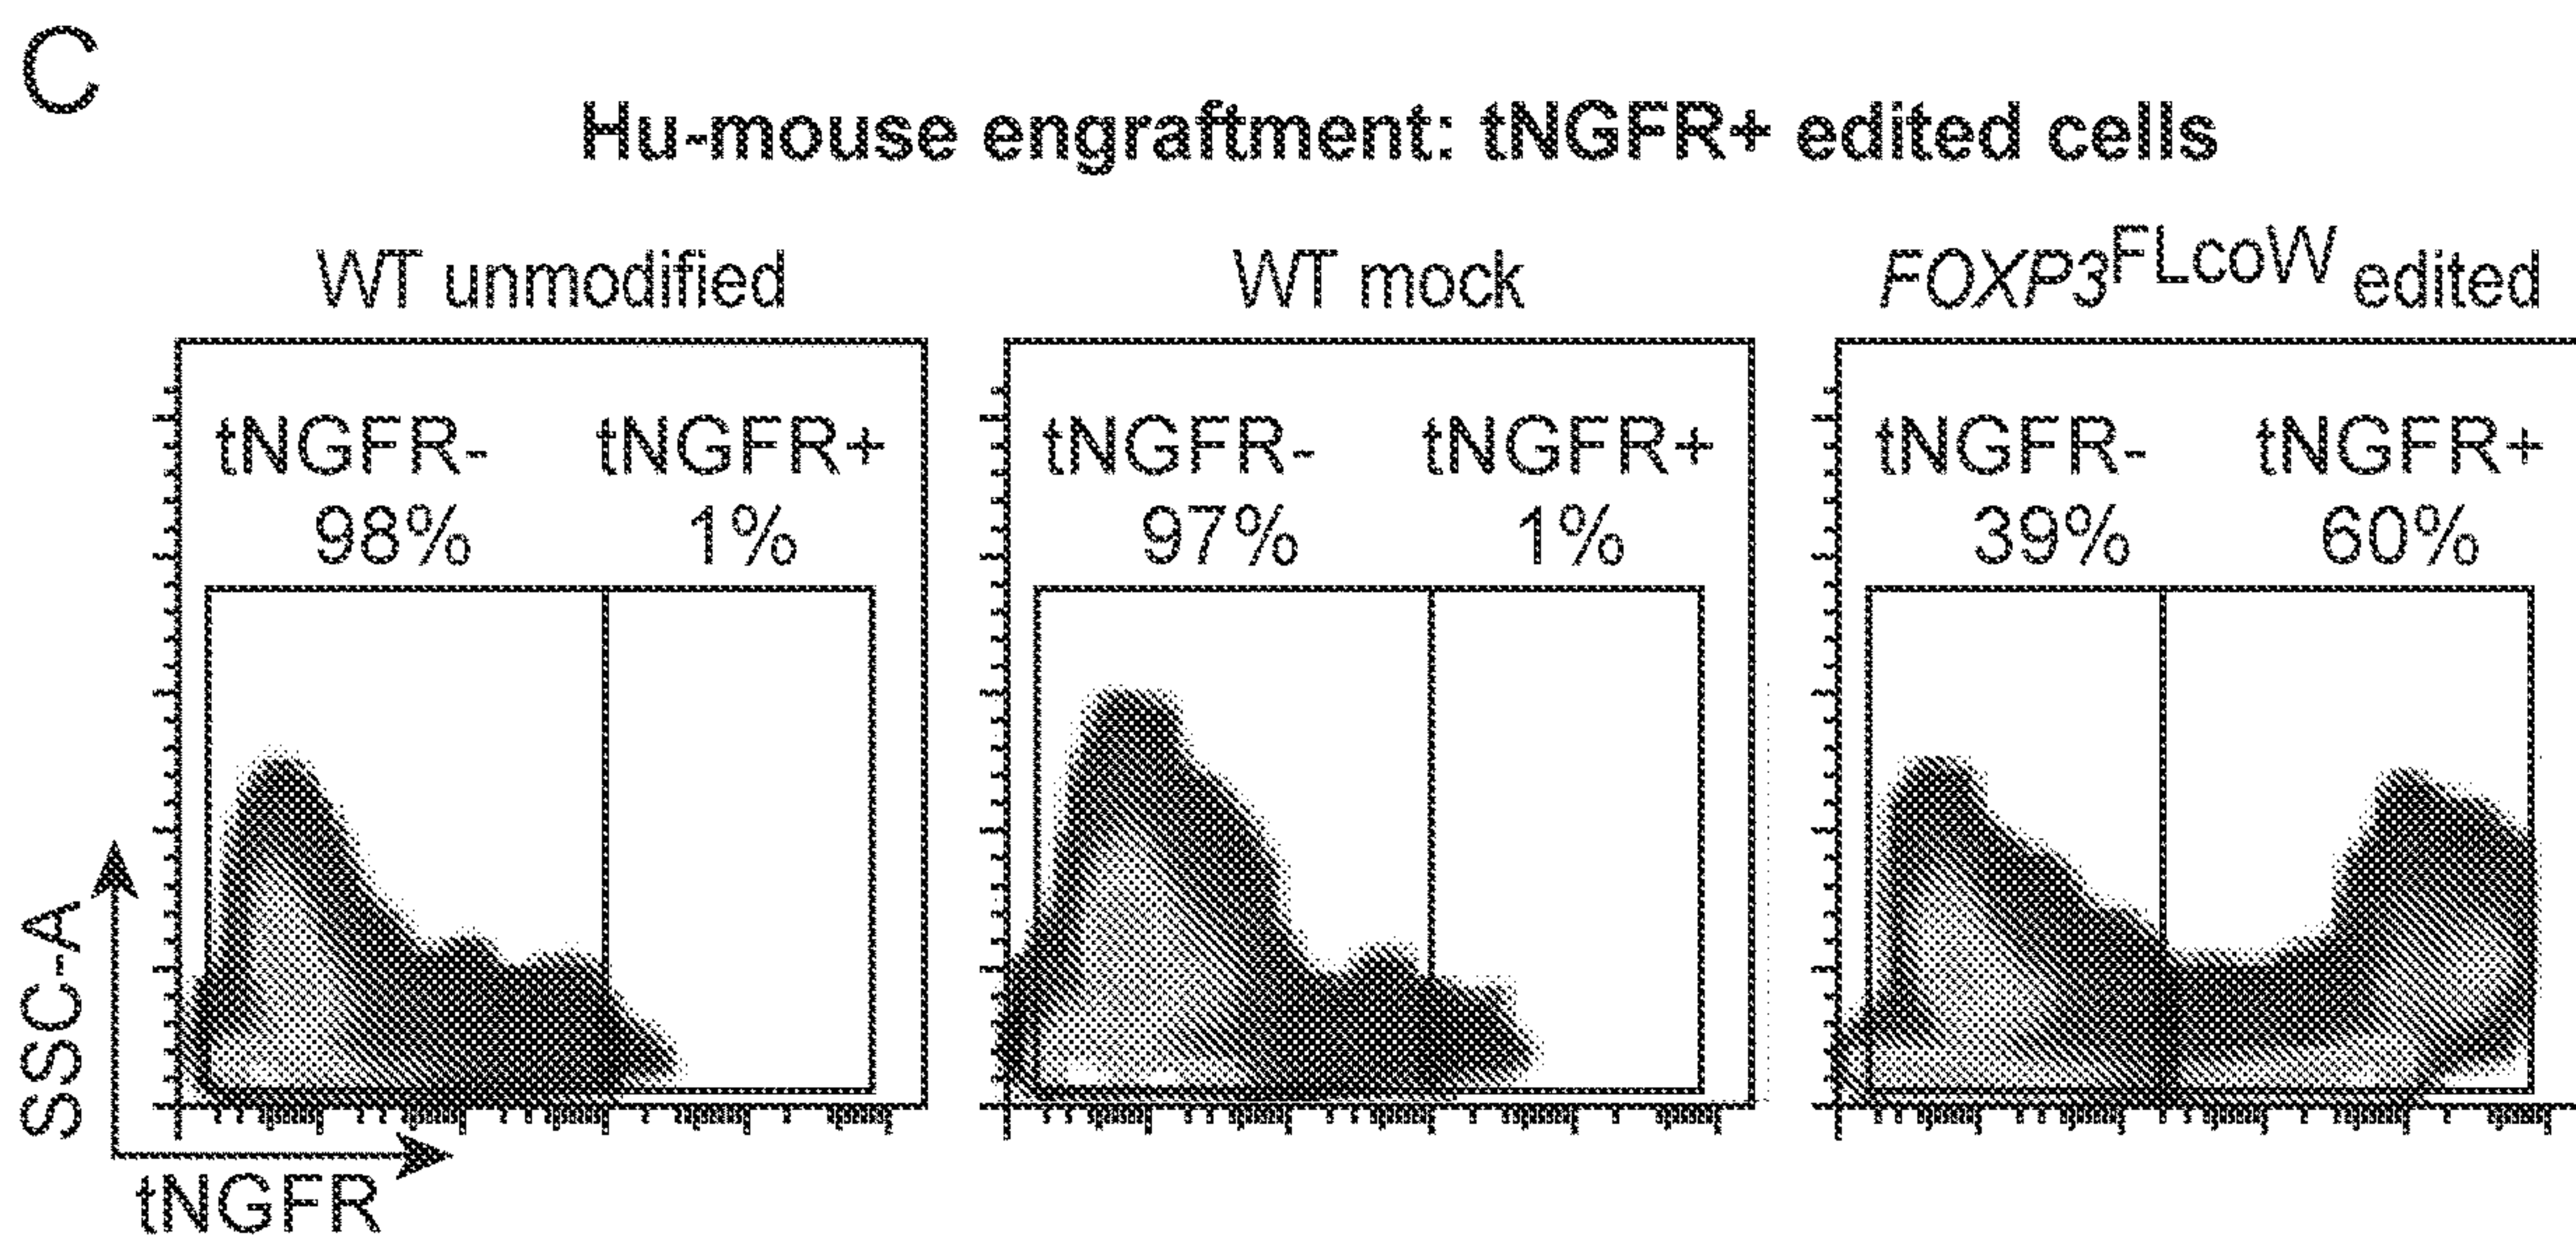 C
Hu-mouse engraftment: tNGFR+ edited cells
WT unmodified
WT mock
FOXP3FLcoW edited
tNGFR- tNGFR+
98% 1%
tNGFR- tNGFR+
97% 1%
tNGFR- tNGFR+
39% 60%
SSC-A
tNGFR